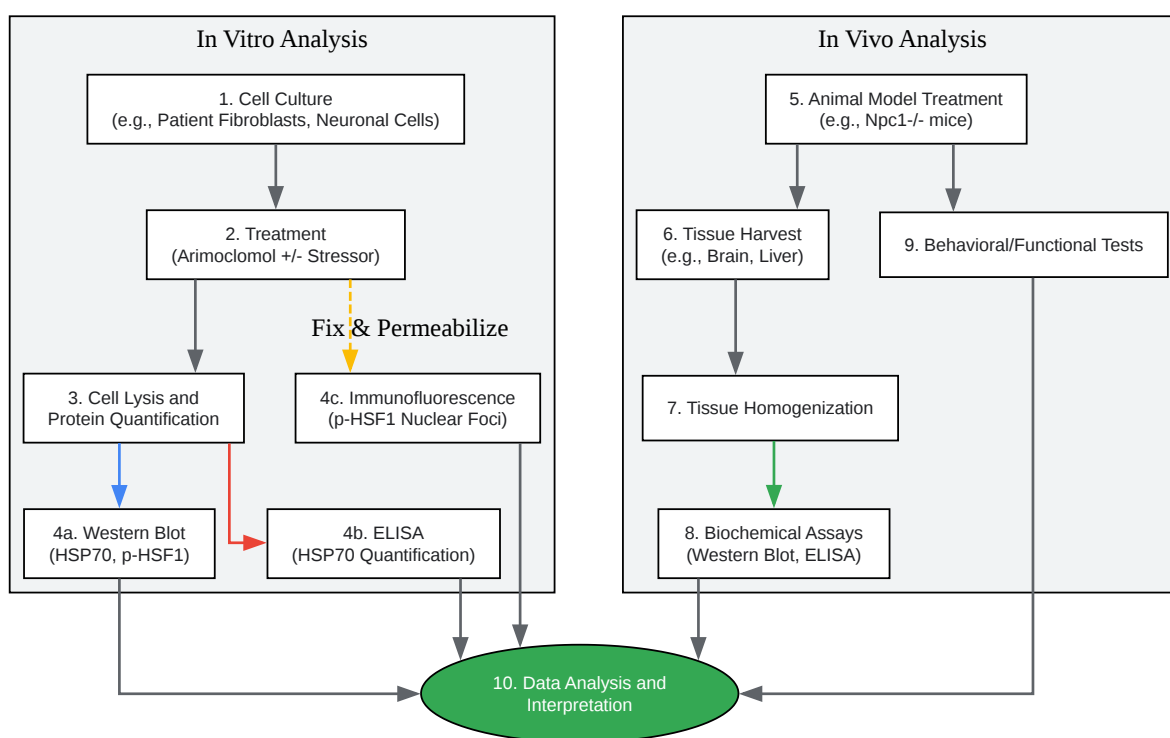 In Vitro Analysis
1. Cell Culture
(e.g., Patient Fibroblasts, Neuronal Cells)
2. Treatment
(Arimoclomol +/- Stressor)
Fix & Permeabilize
3. Cell Lysis and
Protein Quantification
4c. Immunofluorescence
(p-HSF1 Nuclear Foci)
4a. Western Blot
(HSP70, p-HSF1)
4b. ELISA
(HSP70 Quantification)
In Vivo Analysis
5. Animal Model Treatment
(e.g., Npc1-/- mice)
6. Tissue Harvest
(e.g., Brain, Liver)
9. Behavioral/Functional Tests
7. Tissue Homogenization
8. Biochemical Assays
(Western Blot, ELISA)
10. Data Analysis and
Interpretation